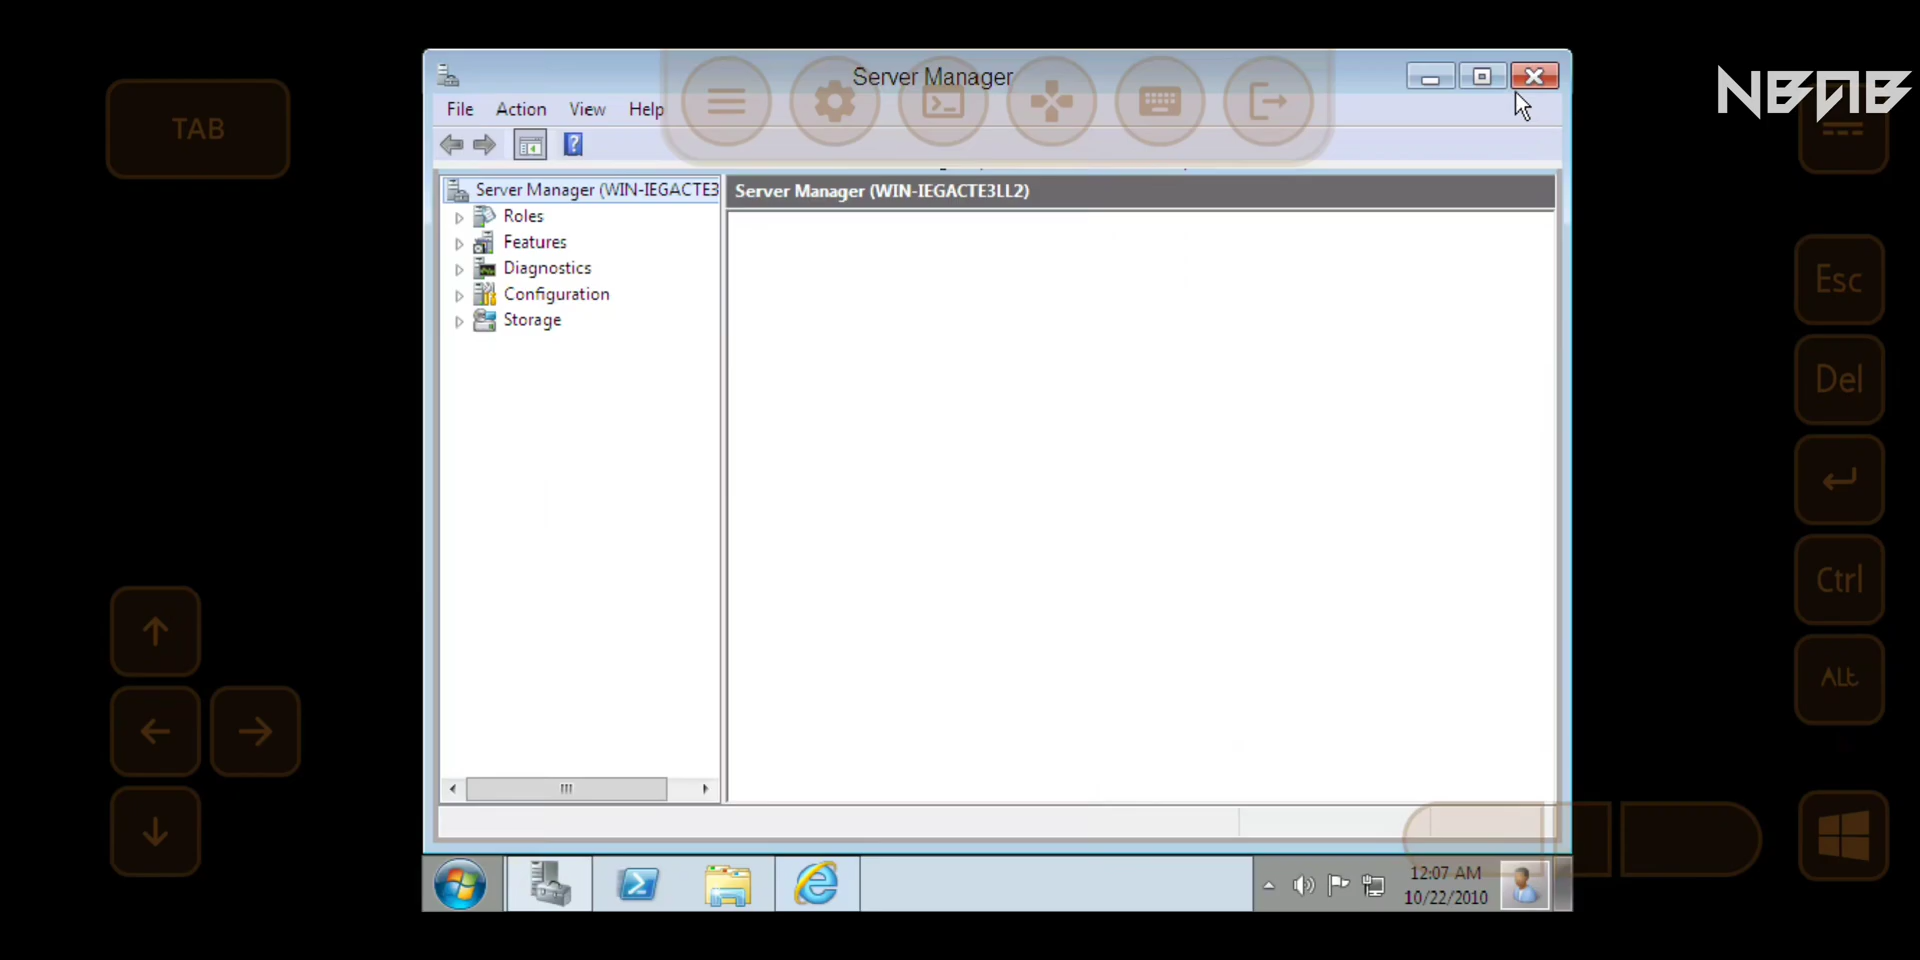 Server Manager
NBNB
TAB
File Action View Help
Server Manager (WIN-IEGACTE3
Server Manager (WIN-IEGACTE3LL2)
Roles
Features
Diagnostics
Configuration
Storage
Esc
Del
Ctrl
ALt
12:07 AM
10/22/2010